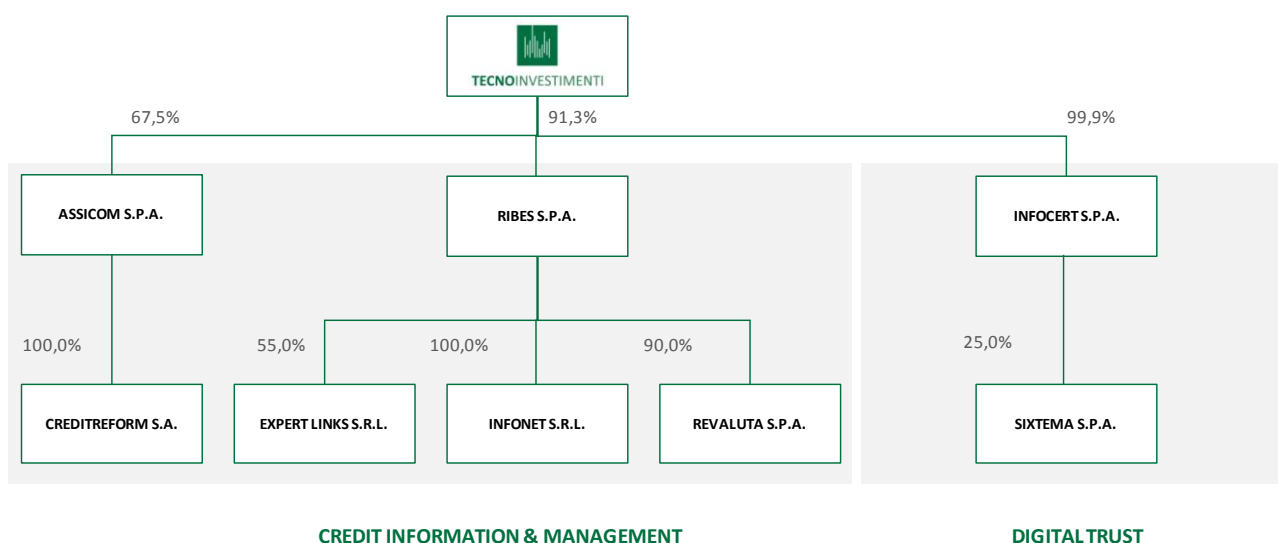 TECNOINVESTIMENTI
67,5%
91,3%
99,9%
ASSICOM S.P.A.
RIBES S.P.A.
INFOCERT S.P.A.
100,0%
55,0%
100,0%
90,0%
25,0%
CREDITREFORM S.A.
EXPERT LINKS S.R.L.
INFONET S.R.L.
REVALUTA S.P.A.
SIXTEMA S.P.A.
CREDIT INFORMATION & MANAGEMENT
DIGITAL TRUST